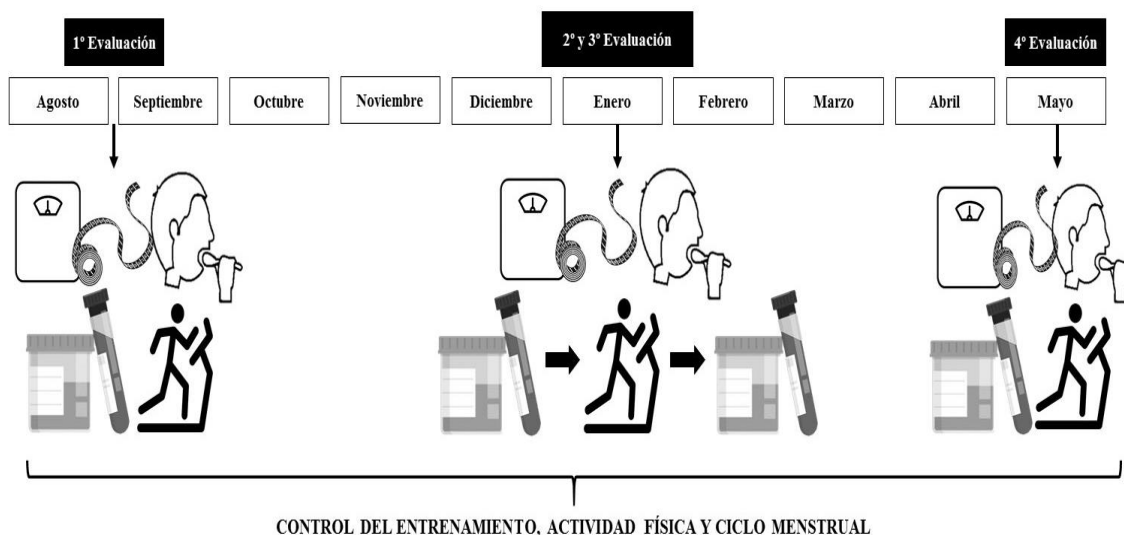 1º Evaluación
2º y 3º Evaluación
4º Evaluación
Agosto
Septiembre
Octubre
Noviembre
Diciembre
Enero
Febrero
Marzo
Abril
Mayo
CONTROL DEL ENTRENAMIENTO, ACTIVIDAD FÍSICA Y CICLO MENSTRUAL